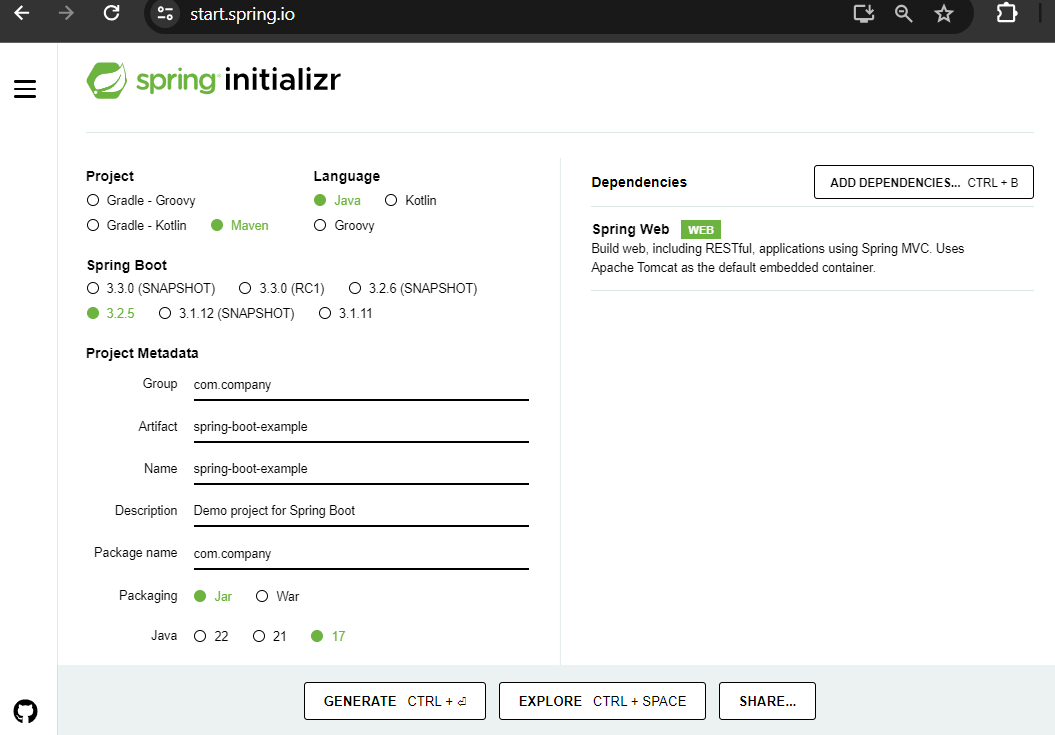 start.spring.io
spring initializr
Project
Gradle - Groovy
Gradle - Kotlin Maven
Language
Java Kotlin
Groovy
Spring Boot
3.3.0 (SNAPSHOT) 3.3.0 (RC1) 3.2.6 (SNAPSHOT)
3.2.5 3.1.12 (SNAPSHOT) 3.1.11
Project Metadata
Group com.company
Artifact spring-boot-example
Name spring-boot-example
Description Demo project for Spring Boot
Package name com.company
Packaging Jar War
Java 22 21 17
Dependencies ADD DEPENDENCIES... CTRL + B
Spring Web WEB
Build web, including RESTful, applications using Spring MVC. Uses
Apache Tomcat as the default embedded container.
GENERATE CTRL + ⏎ EXPLORE CTRL + SPACE SHARE...